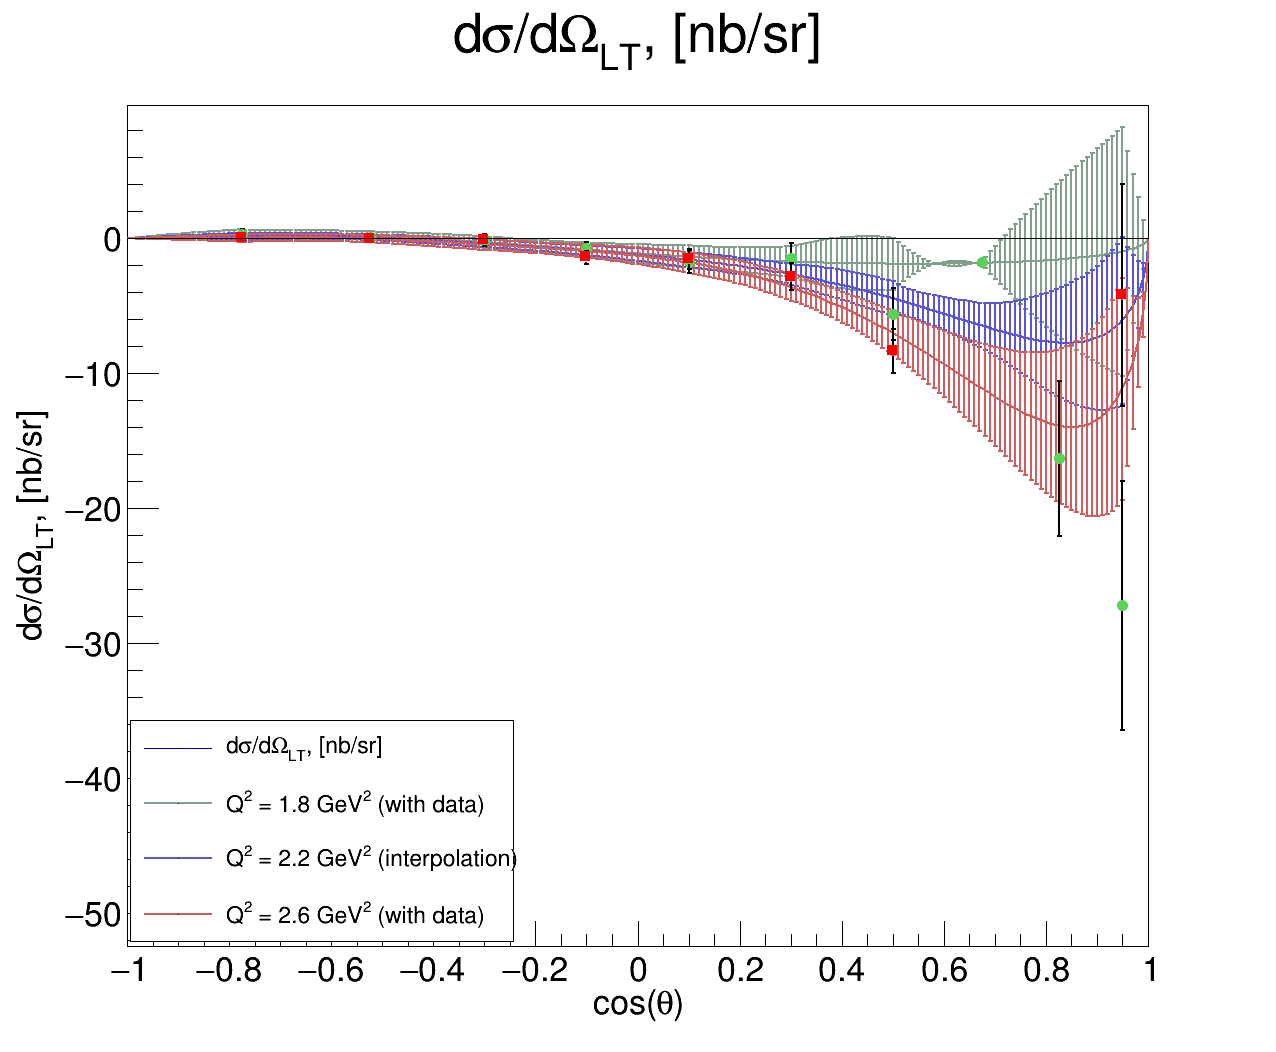 dσ/dΩLT, [nb/sr]
dσ/dΩLT, [nb/sr]
0
−10
−20
−30
−40
−50
dσ/dΩLT, [nb/sr]
Q2 = 1.8 GeV2 (with data)
Q2 = 2.2 GeV2 (interpolation)
Q2 = 2.6 GeV2 (with data)
−1 −0.8 −0.6 −0.4 −0.2 0 0.2 0.4 0.6 0.8 1
cos(θ)